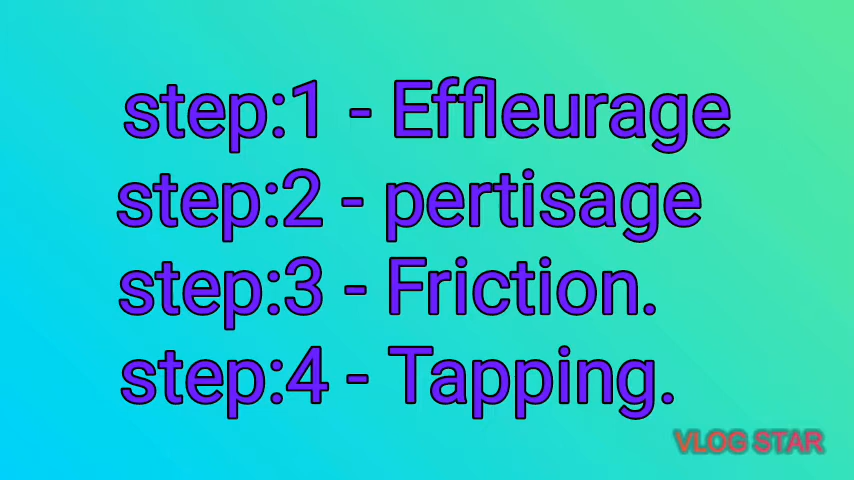 step:1 - Effleurage
step:2 - pertisage
step:3 - Friction.
step:4 - Tapping.
VLOG STAR